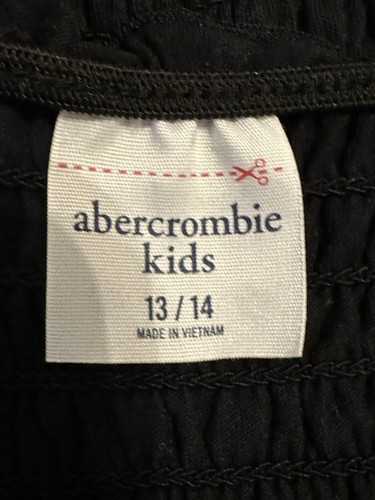 abercrombie
kids
13 / 14
MADE IN VIETNAM